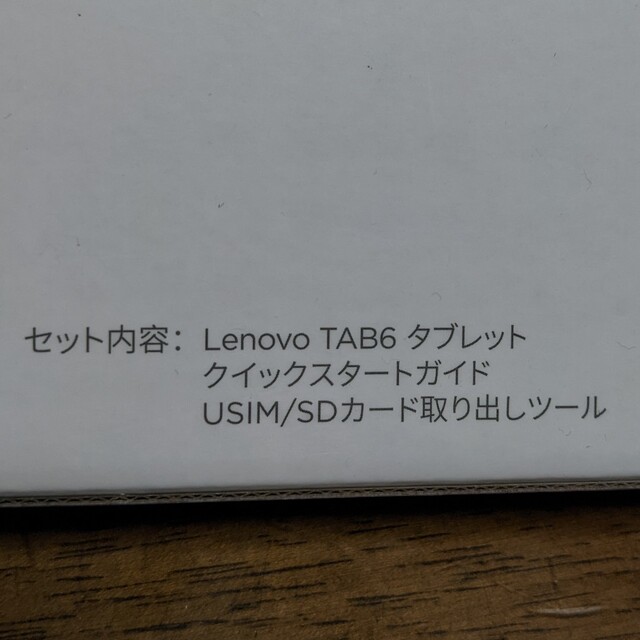 セット内容： Lenovo TAB6 タブレット
クイックスタートガイド
USIM/SDカード取り出しツール